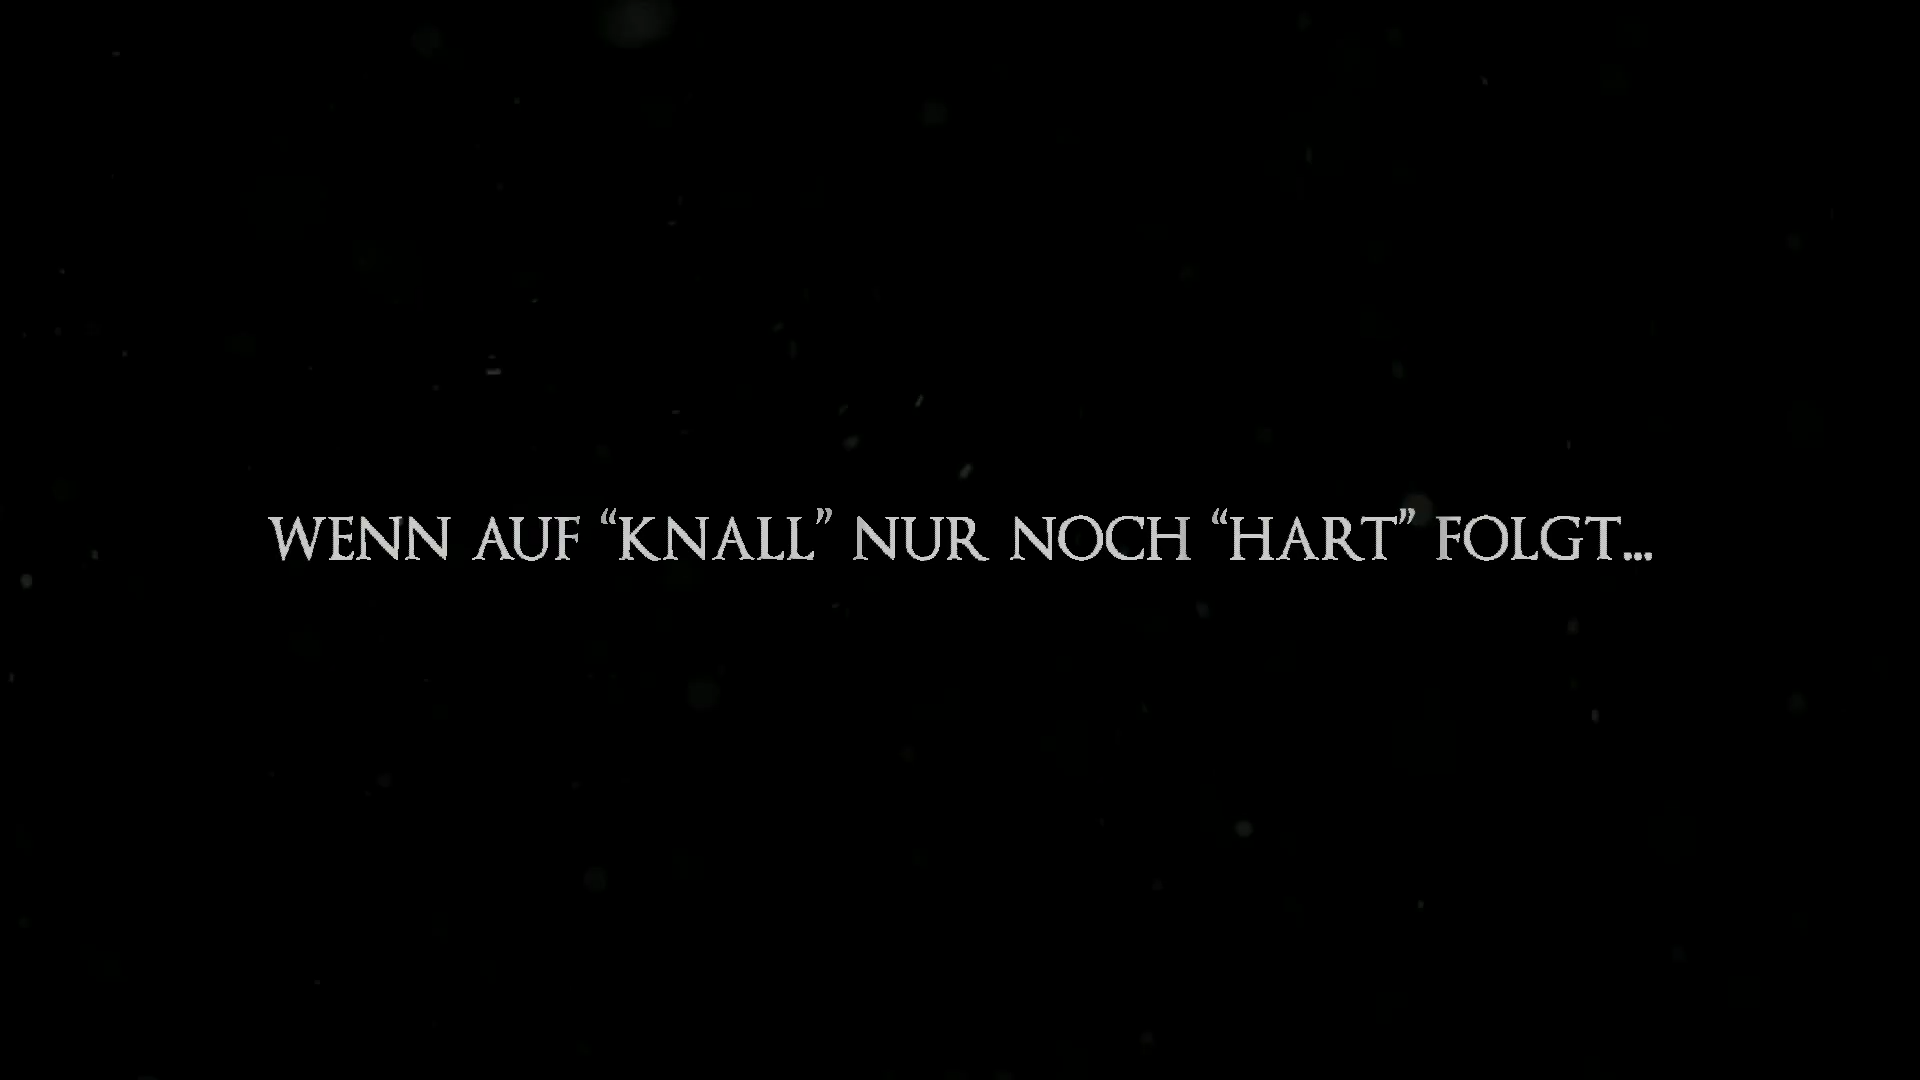 WENN AUF “KNALL” NUR NOCH “HART” FOLGT...